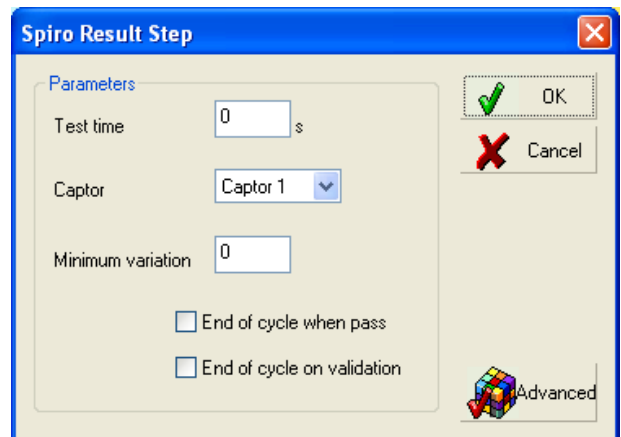 Spiro Result Step
Parameters
Test time 0 s
Captor Captor 1
Minimum variation 0
End of cycle when pass
End of cycle on validation
OK
Cancel
Advanced